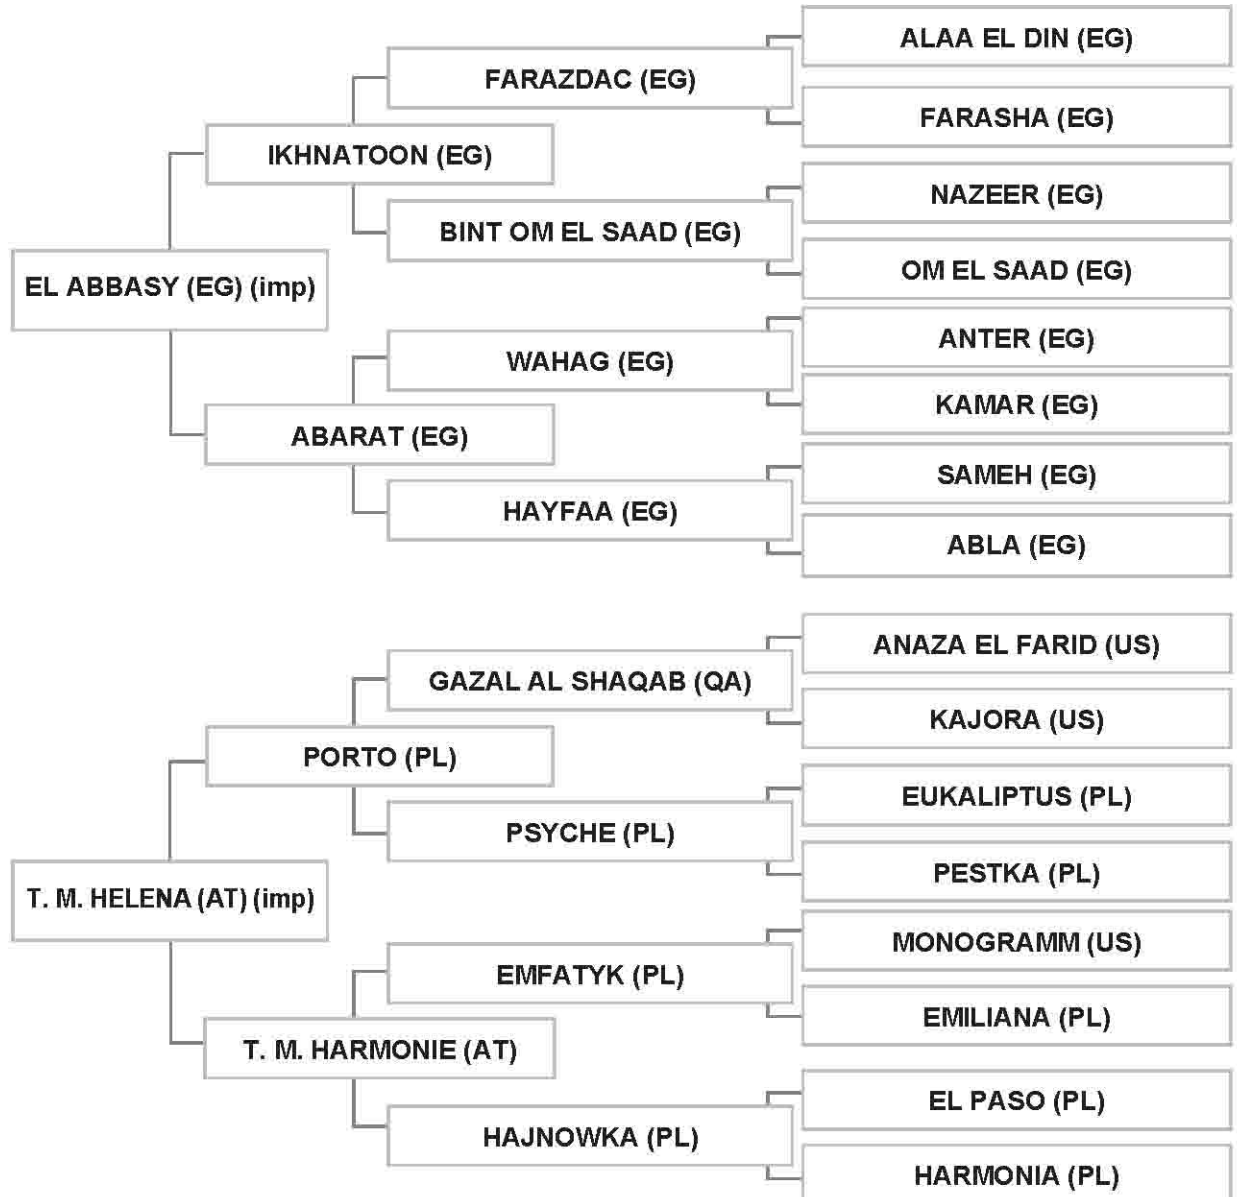 ALAA EL DIN (EG)
FARAZDAC (EG)
FARASHA (EG)
IKHNATOON (EG)
NAZEER (EG)
BINT OM EL SAAD (EG)
OM EL SAAD (EG)
EL ABBASY (EG) (imp)
ANTER (EG)
WAHAG (EG)
KAMAR (EG)
ABARAT (EG)
SAMEH (EG)
HAYFAA (EG)
ABLA (EG)
ANAZA EL FARID (US)
GAZAL AL SHAQAB (QA)
KAJORA (US)
PORTO (PL)
EUKALIPTUS (PL)
PSYCHE (PL)
PESTKA (PL)
T. M. HELENA (AT) (imp)
MONOGRAMM (US)
EMFATYK (PL)
EMILIANA (PL)
T. M. HARMONIE (AT)
EL PASO (PL)
HAJNOWKA (PL)
HARMONIA (PL)